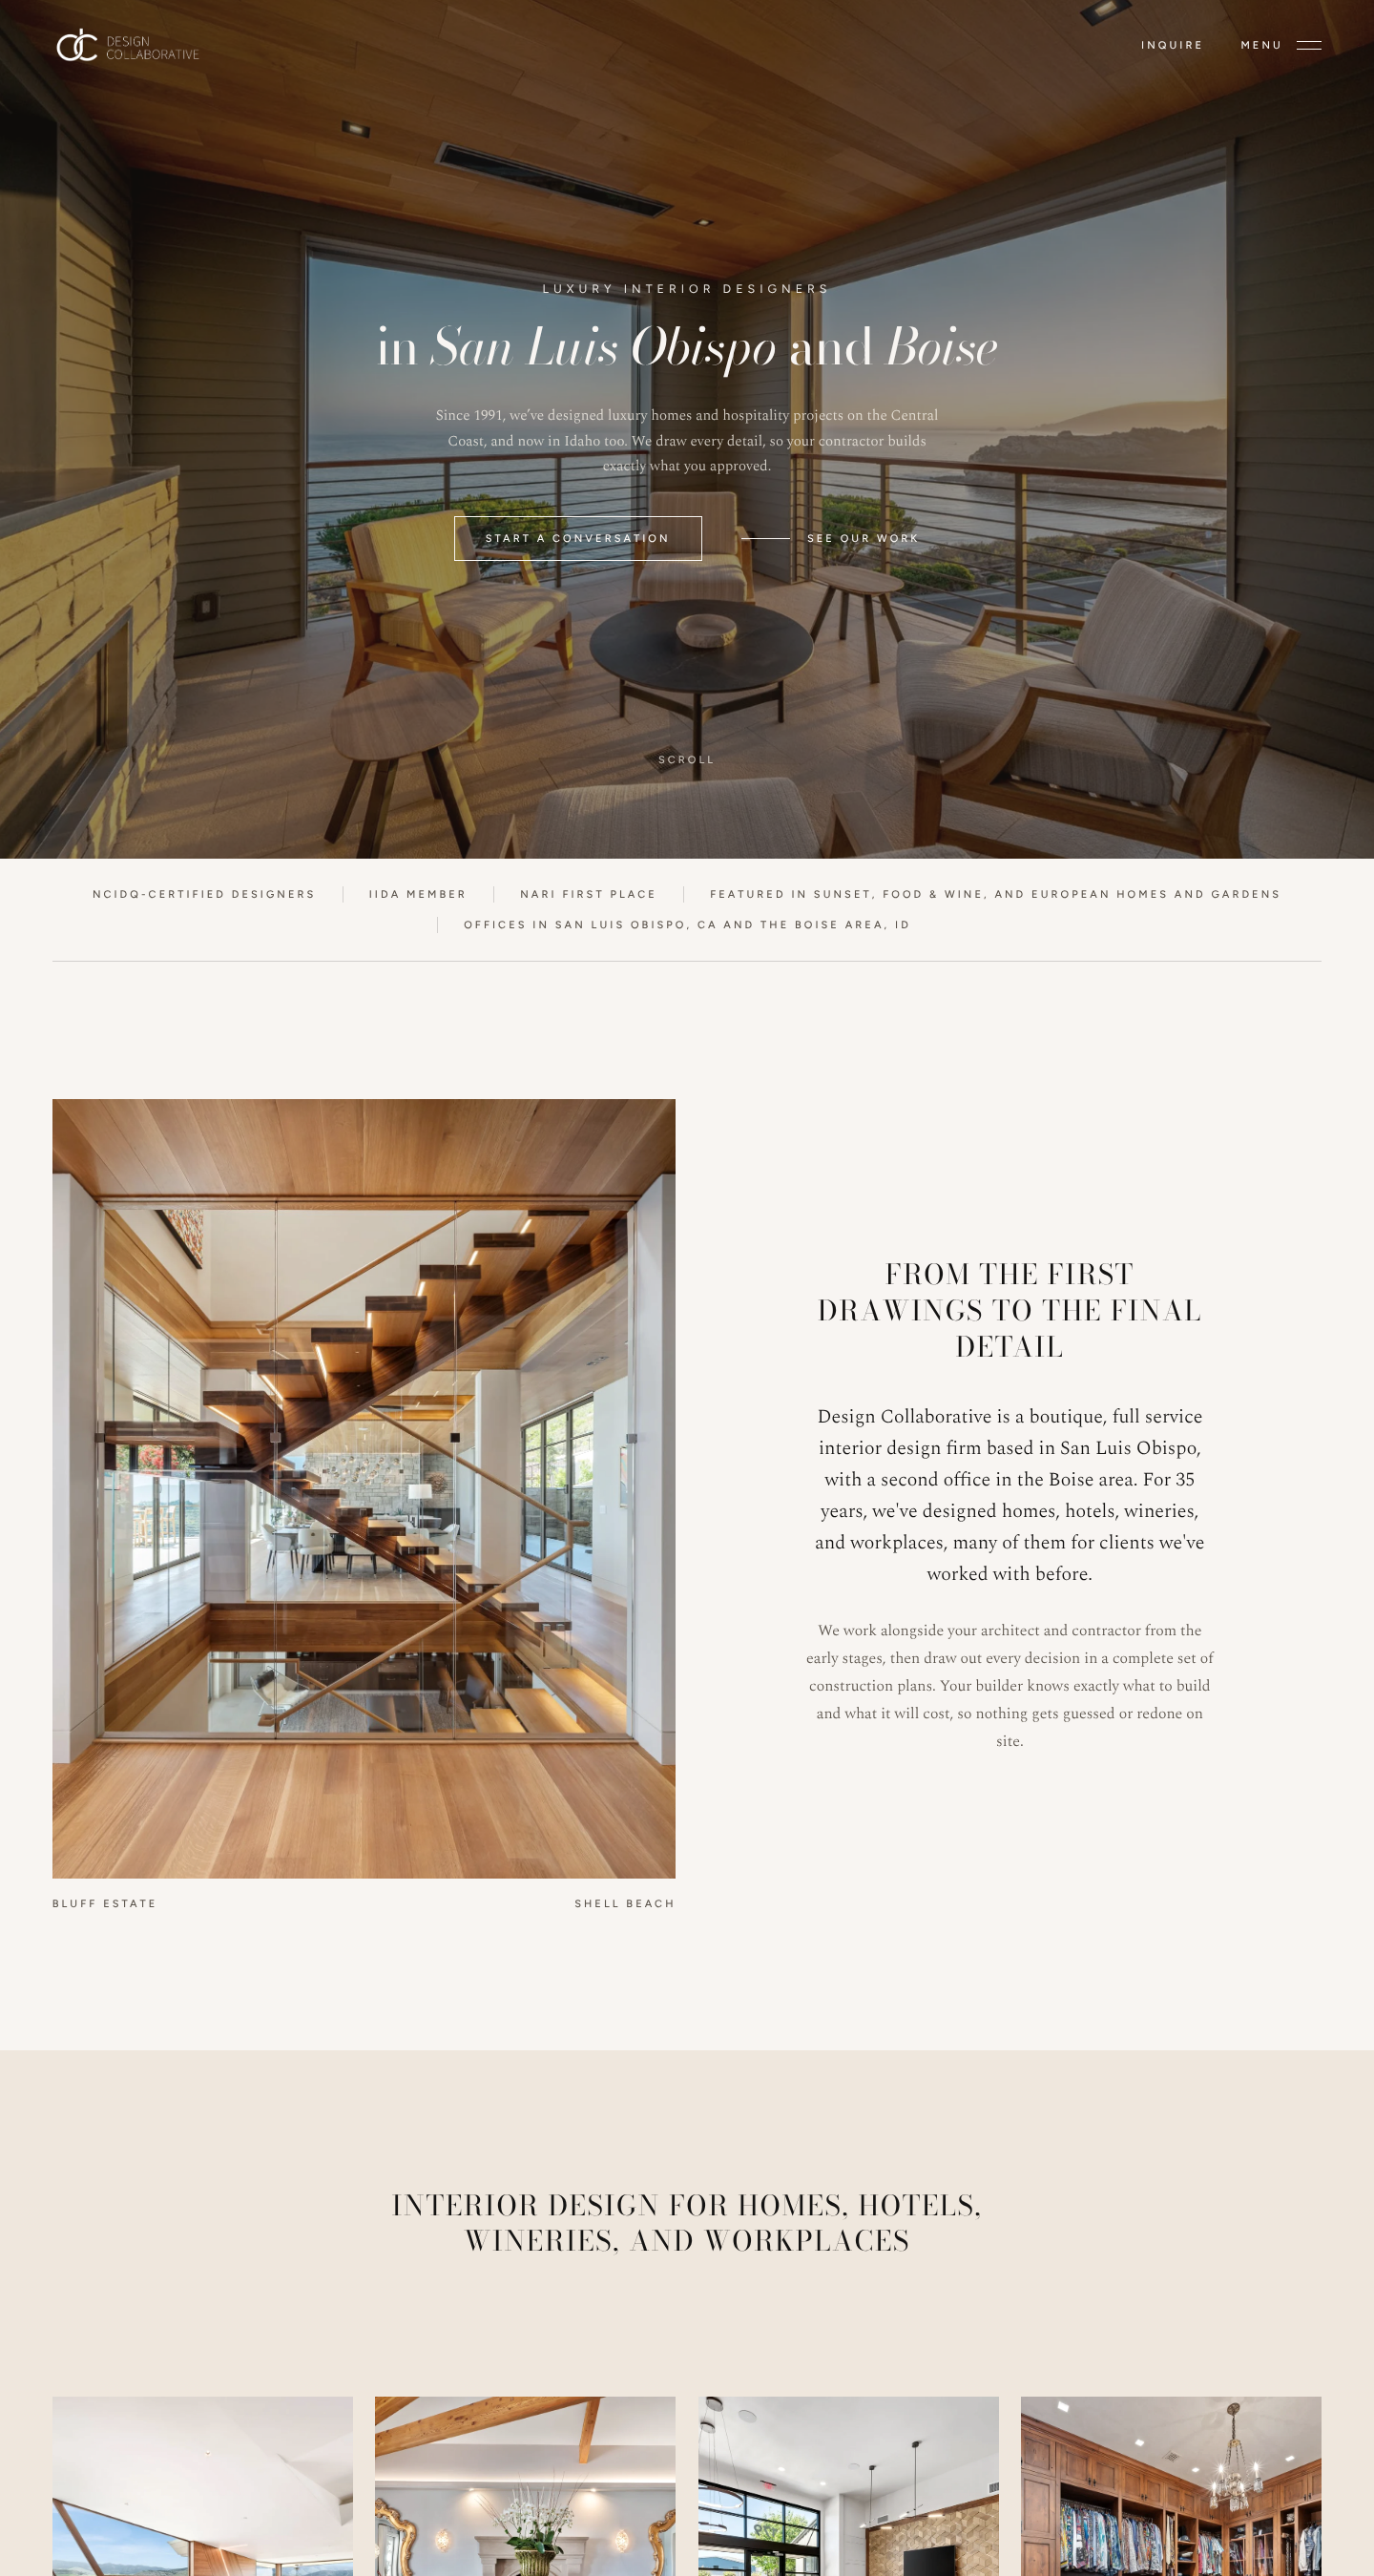 DESIGN
COLLABORATIVE
INQUIRE
MENU
LUXURY INTERIOR DESIGNERS
in San Luis Obispo and Boise
Since 1991, we’ve designed luxury homes and hospitality projects on the Central
Coast, and now in Idaho too. We draw every detail, so your contractor builds
exactly what you approved.
START A CONVERSATION
SEE OUR WORK
SCROLL
NCIDQ-CERTIFIED DESIGNERS
IIDA MEMBER
NARI FIRST PLACE
FEATURED IN SUNSET, FOOD & WINE, AND EUROPEAN HOMES AND GARDENS
OFFICES IN SAN LUIS OBISPO, CA AND THE BOISE AREA, ID
FROM THE FIRST
DRAWINGS TO THE FINAL
DETAIL
Design Collaborative is a boutique, full service
interior design firm based in San Luis Obispo,
with a second office in the Boise area. For 35
years, we've designed homes, hotels, wineries,
and workplaces, many of them for clients we've
worked with before.
We work alongside your architect and contractor from the
early stages, then draw out every decision in a complete set of
construction plans. Your builder knows exactly what to build
and what it will cost, so nothing gets guessed or redone on
site.
BLUFF ESTATE
SHELL BEACH
INTERIOR DESIGN FOR HOMES, HOTELS,
WINERIES, AND WORKPLACES